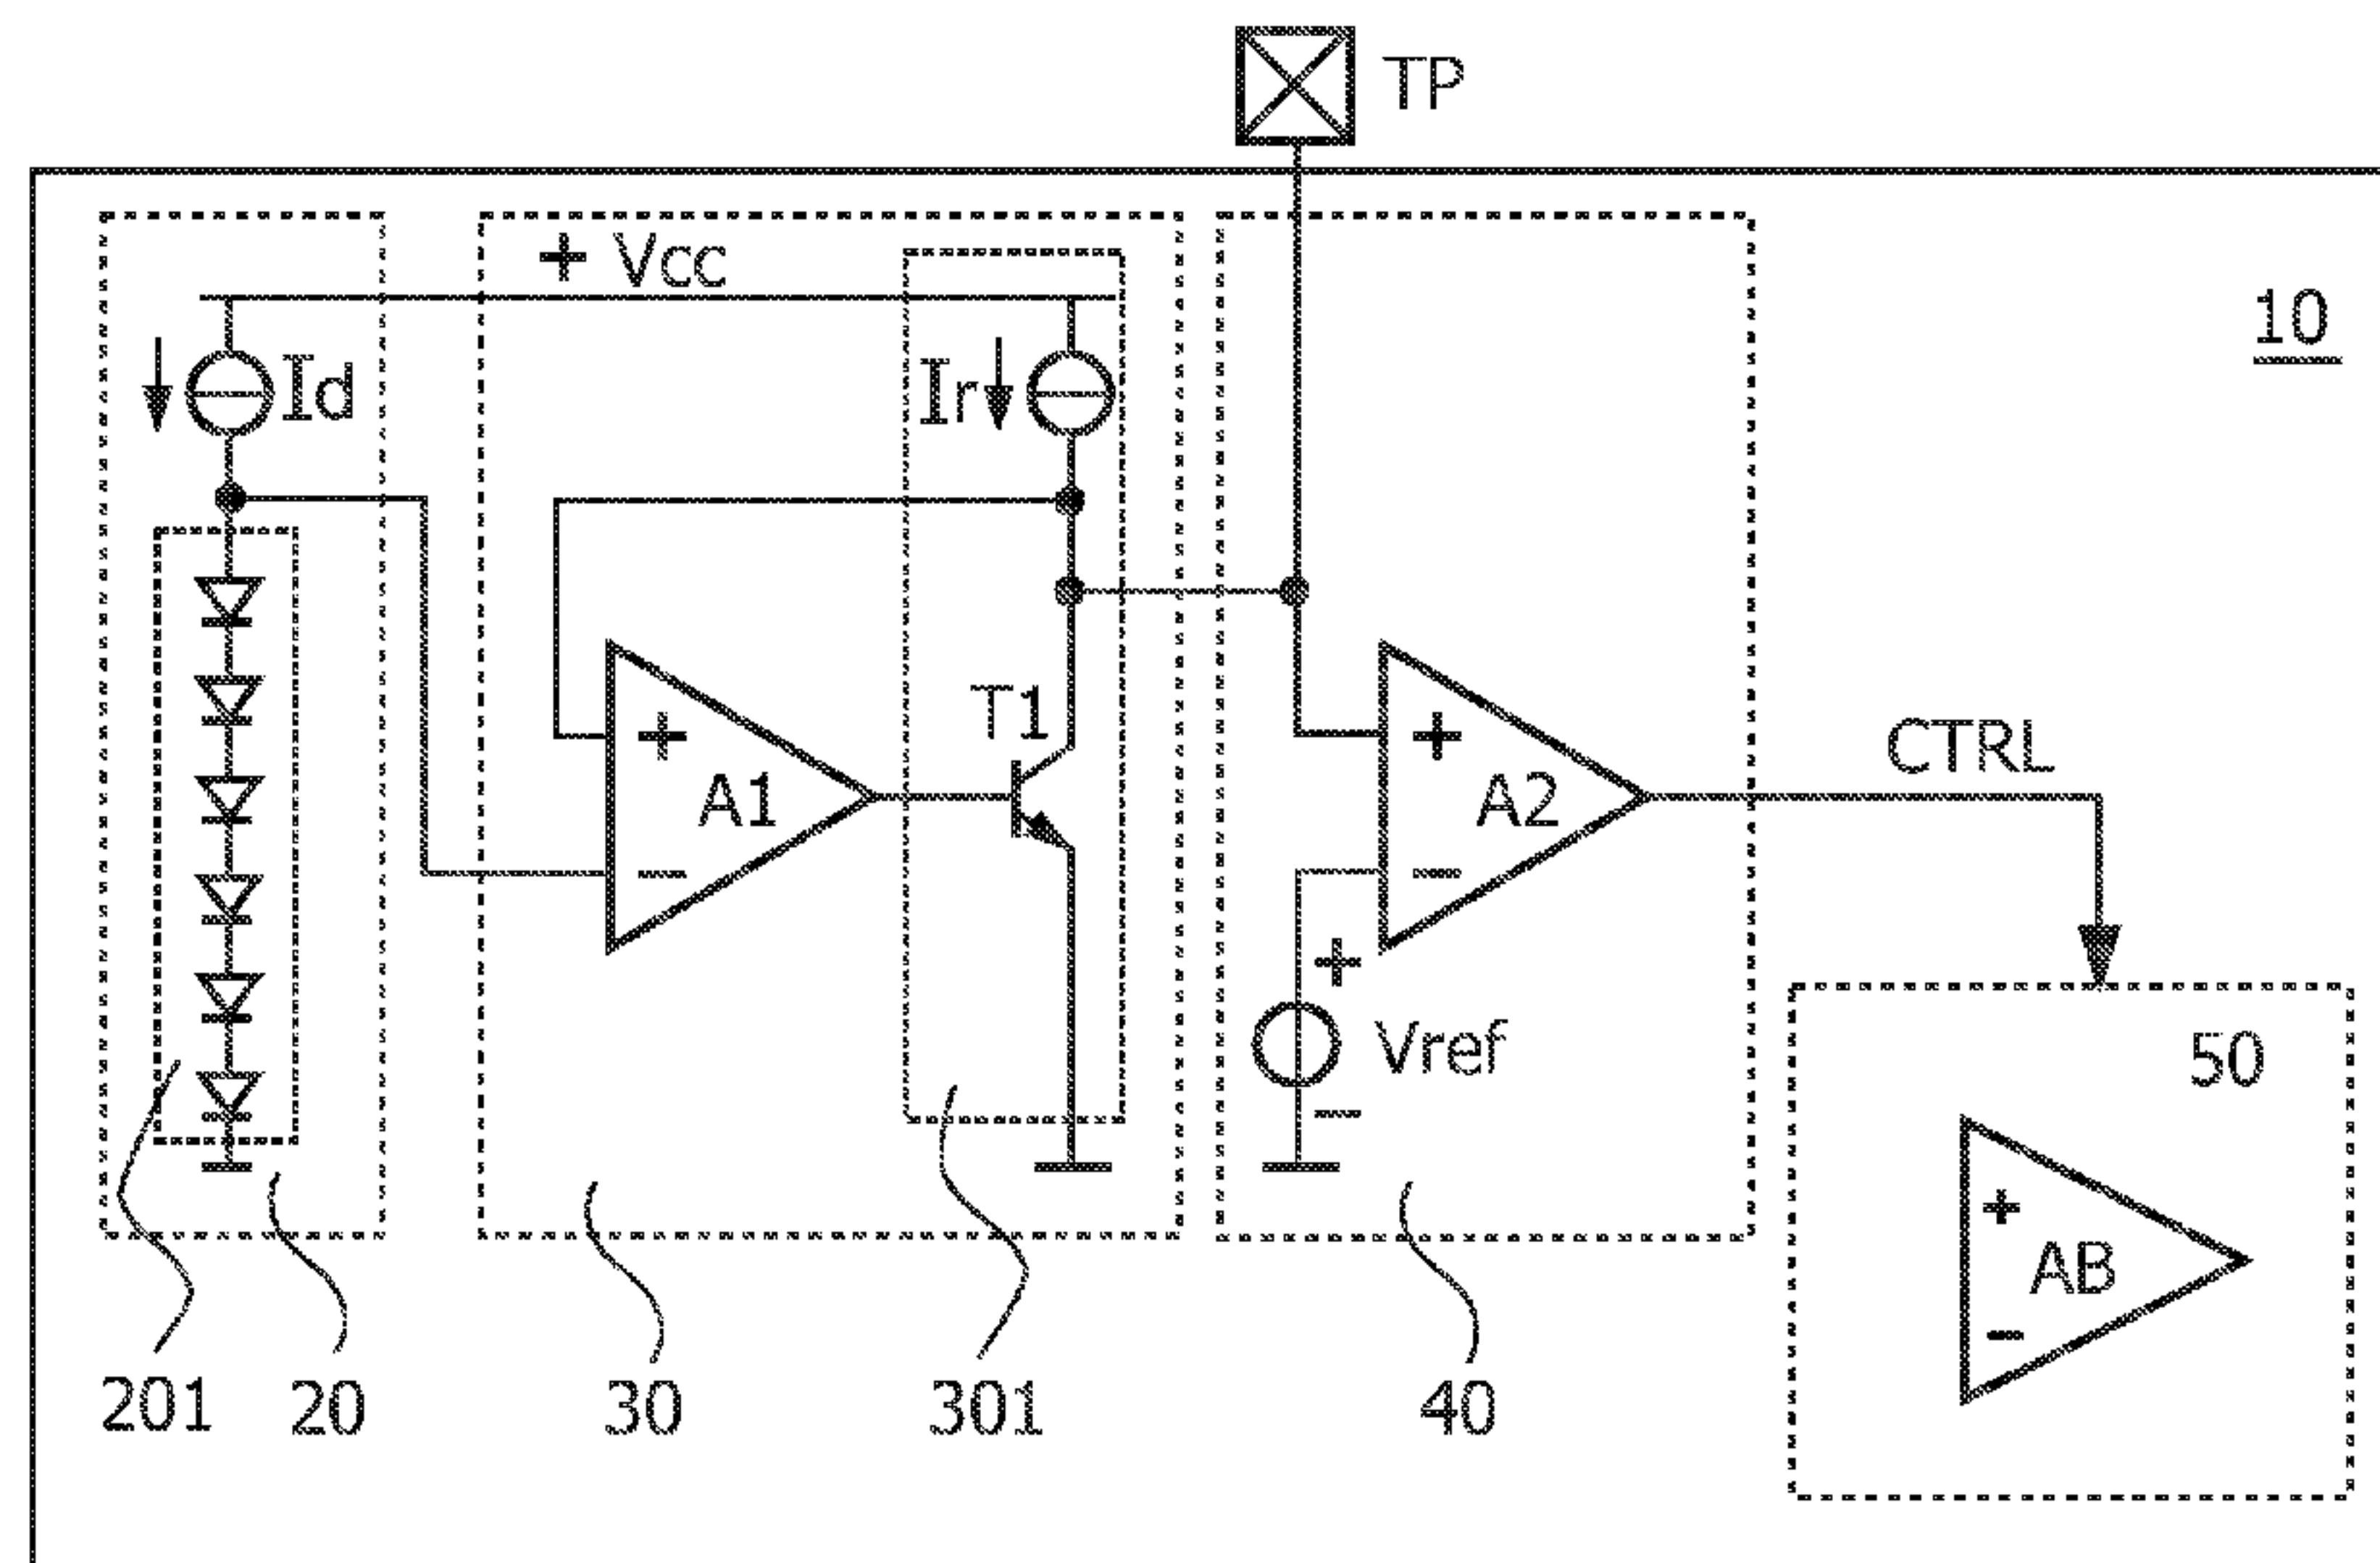 TP
+ Vcc
10
Id
Ir
T1
+
A1
−
+
A2
−
CTRL
+
Vref
−
50
+
AB
−
201
20
30
301
40